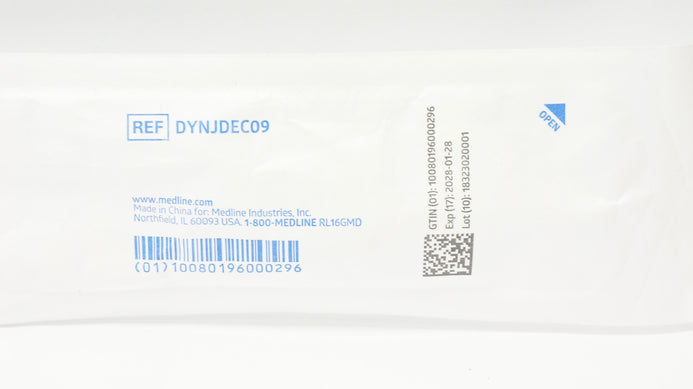 REF DYNJDEC09
www.medline.com
Made in China for: Medline Industries, Inc.
Northfield, IL 60093 USA. 1-800-MEDLINE RL16GMD
(01)10080196000296
GTIN (01): 10080196000296
Exp (17): 2028-01-28
Lot (10): 18323020001
OPEN